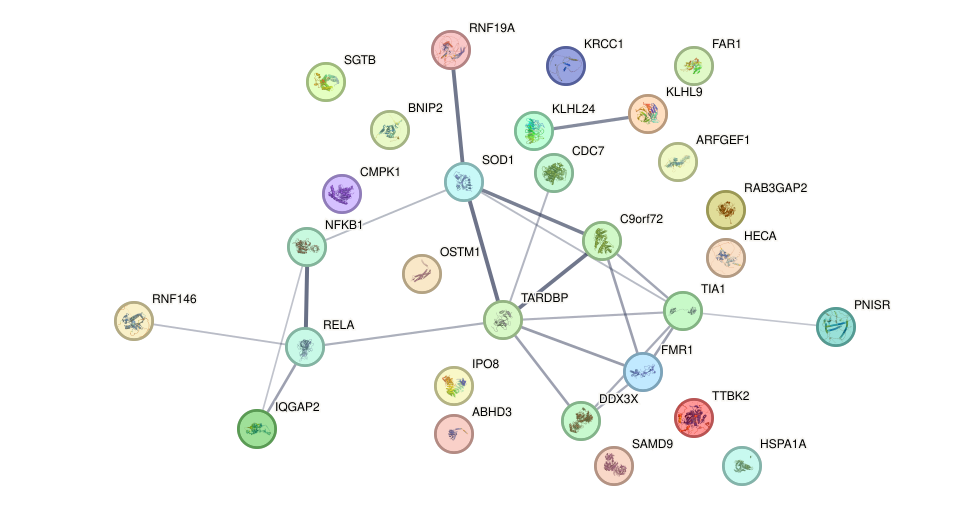 RNF19A
KRCC1
FAR1
SGTB
KLHL9
BNIP2
KLHL24
ARFGEF1
CDC7
SOD1
CMPK1
RAB3GAP2
C9orf72
NFKB1
HECA
OSTM1
TIA1
RNF146
TARDBP
PNISR
RELA
FMR1
IPO8
TTBK2
DDX3X
IQGAP2
ABHD3
SAMD9
HSPA1A